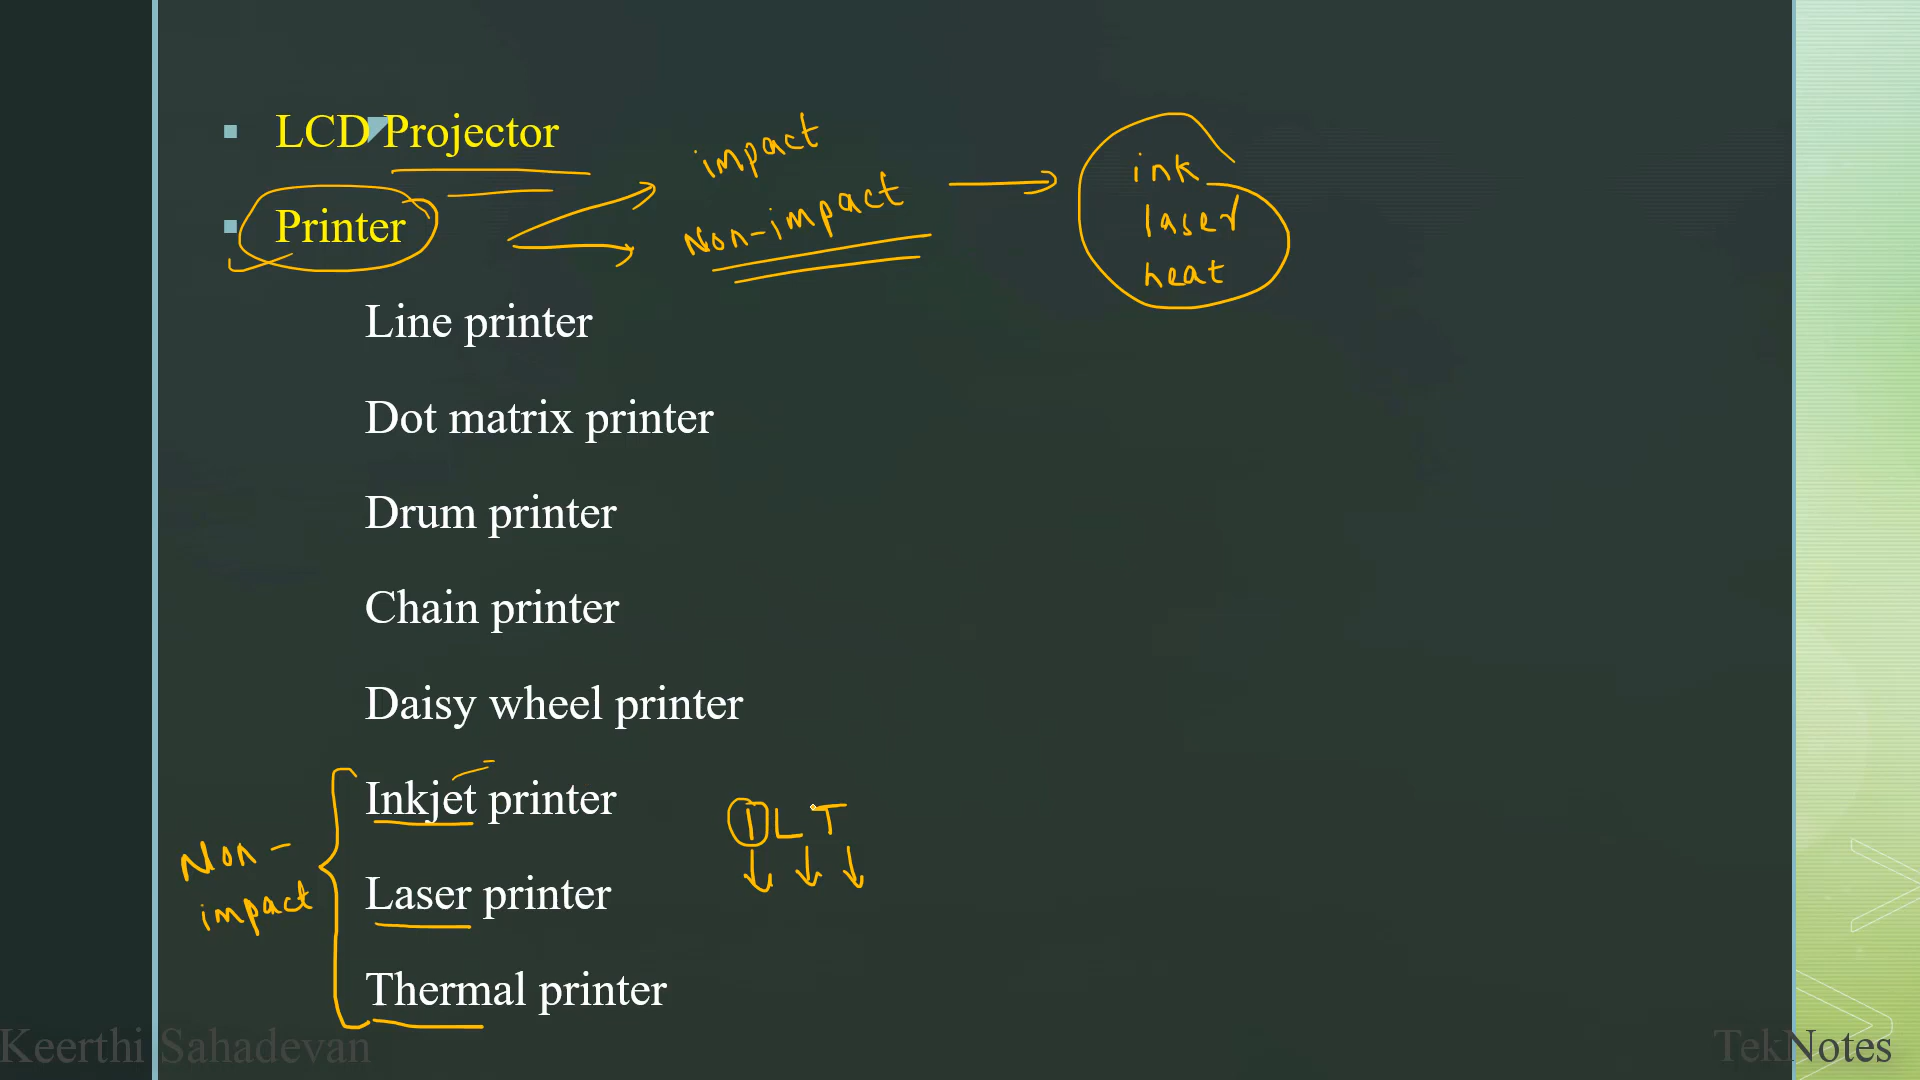 LCD Projector
impact
ink
Printer
Non-impact
laser
heat
Line printer
Dot matrix printer
Drum printer
Chain printer
Daisy wheel printer
Inkjet printer
I L T
Non-
impact
Laser printer
Thermal printer
Keerthi Sahadevan
TekNotes